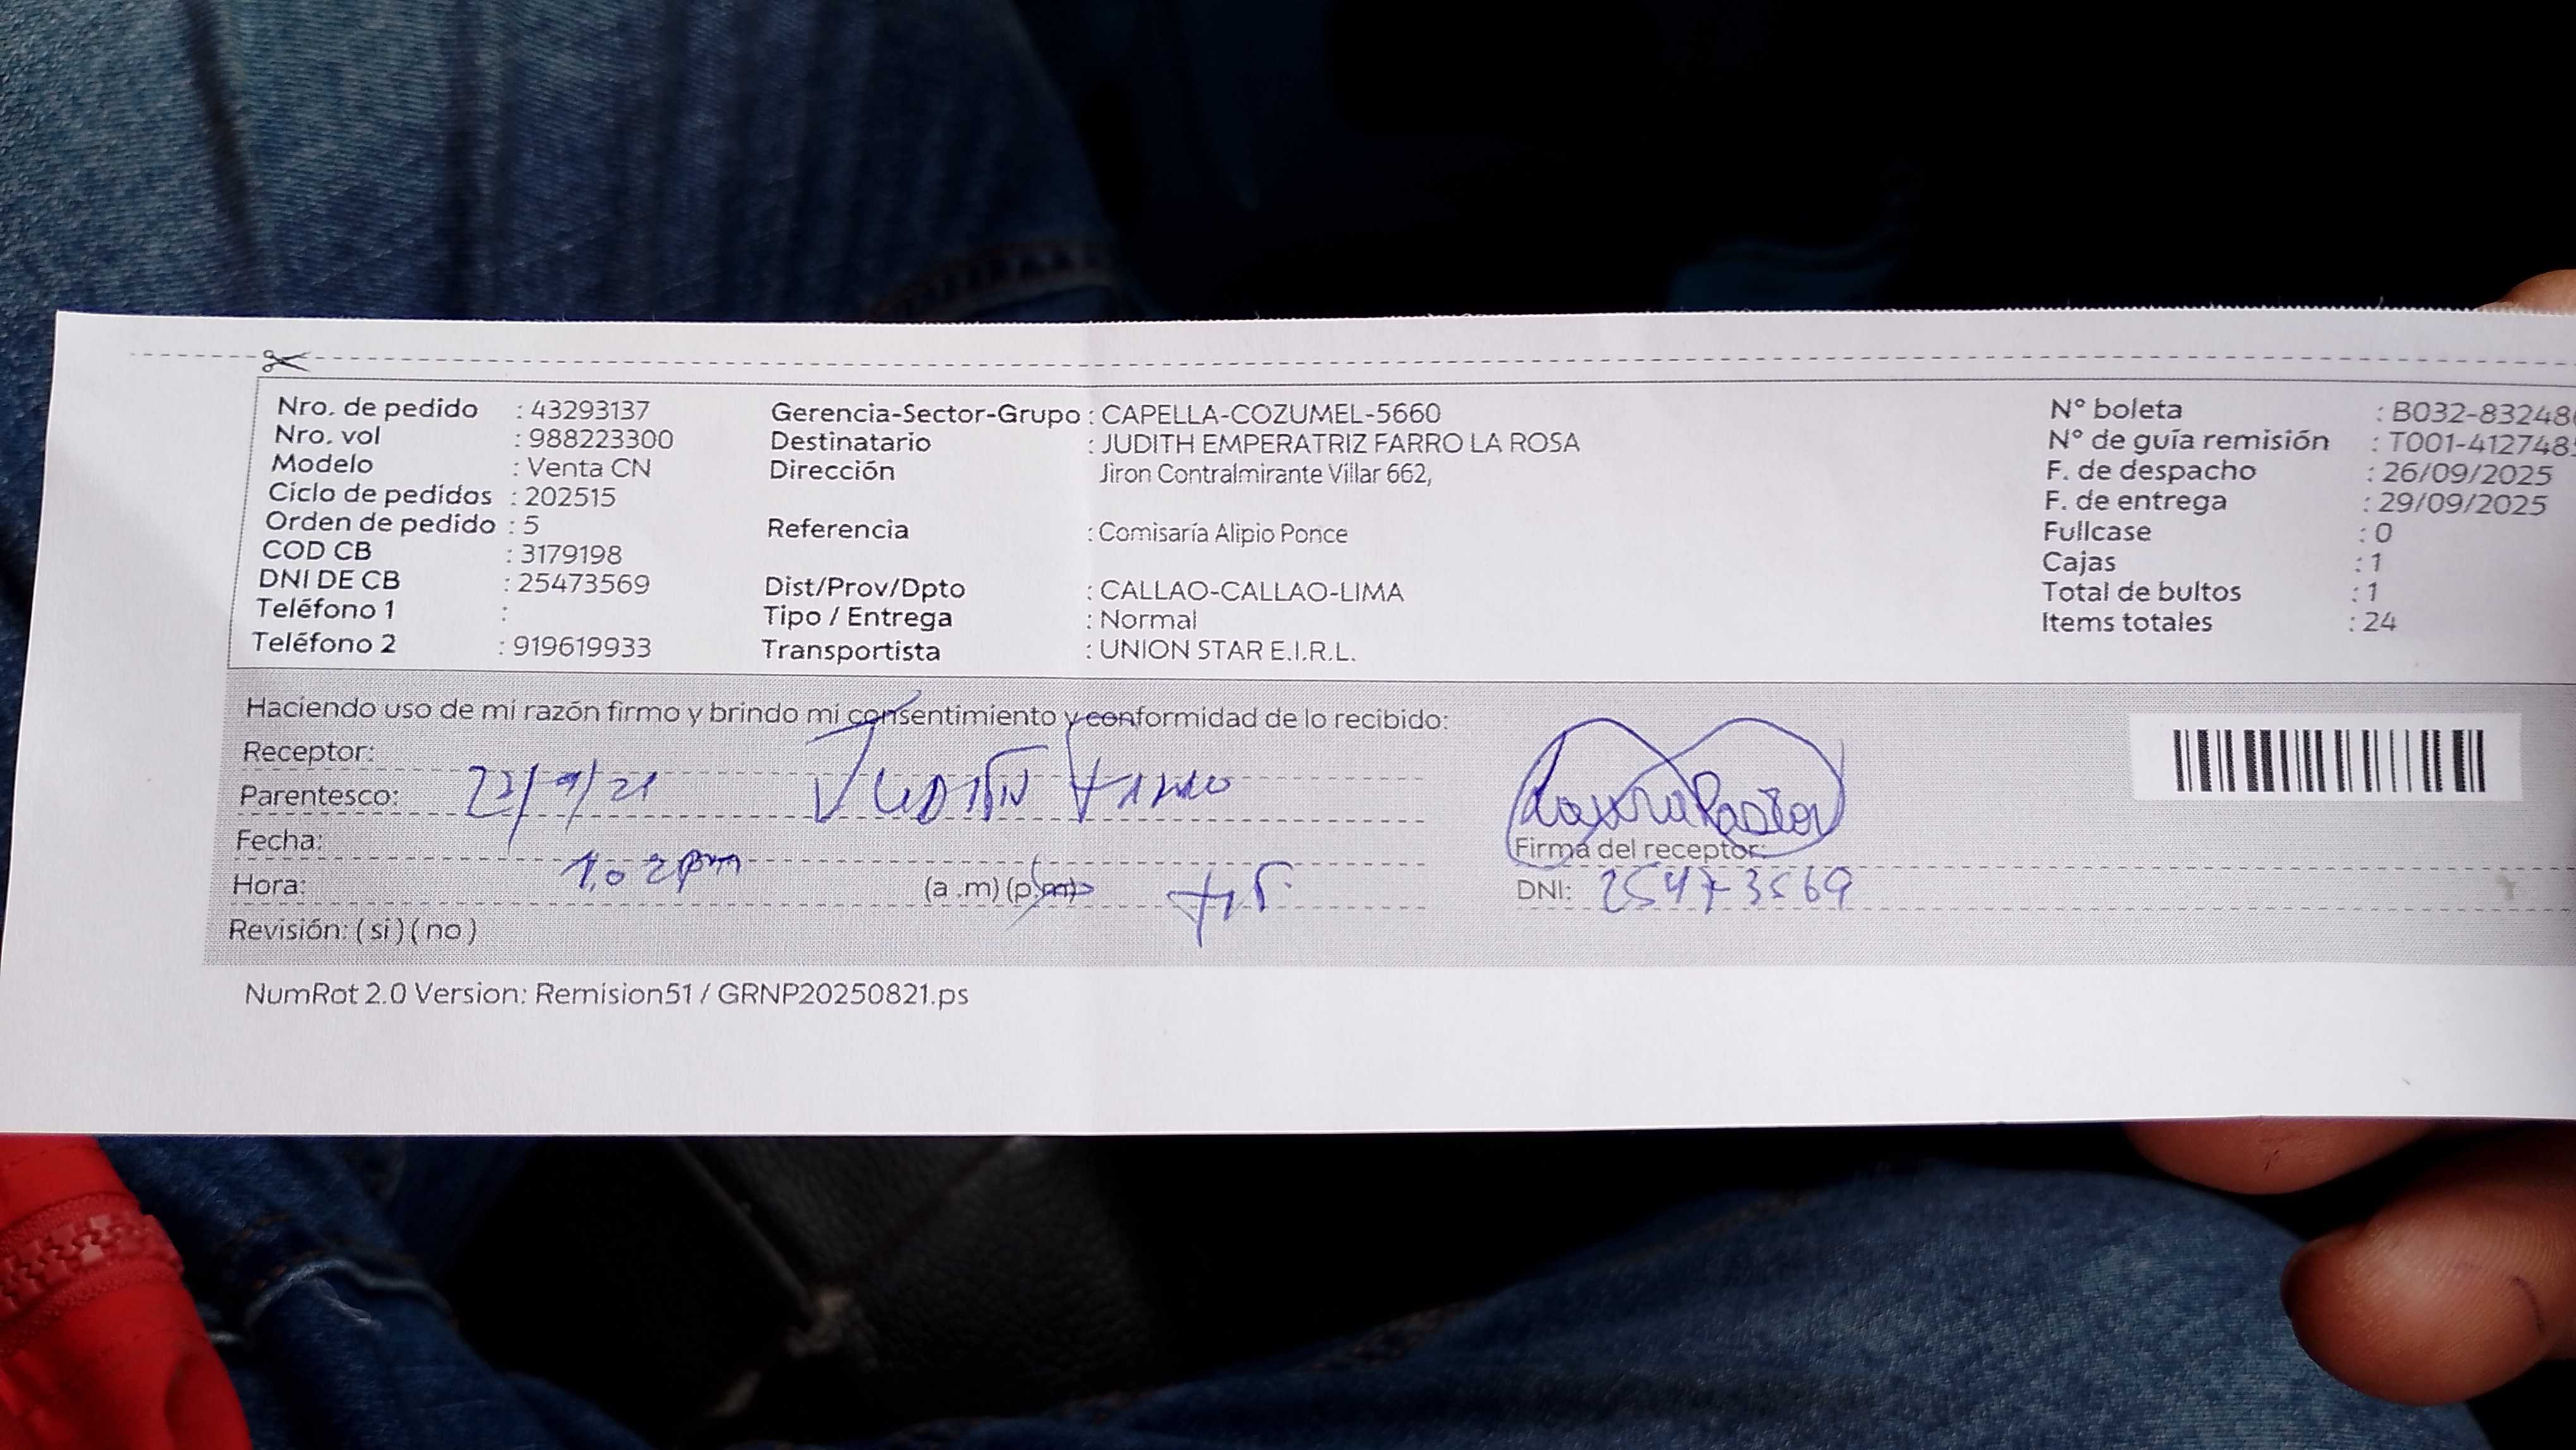 Nro. de pedido : 43293137
Nro. vol : 988223300
Modelo : Venta CN
Ciclo de pedidos : 202515
Orden de pedido : 5
COD CB : 3179198
DNI DE CB : 25473569
Teléfono 1 :
Teléfono 2 : 919619933
Gerencia-Sector-Grupo : CAPELLA-COZUMEL-5660
Destinatario : JUDITH EMPERATRIZ FARRO LA ROSA
Dirección Jiron Contralmirante Villar 662,
Referencia : Comisaría Alipio Ponce
Dist/Prov/Dpto : CALLAO-CALLAO-LIMA
Tipo / Entrega : Normal
Transportista : UNION STAR E.I.R.L.
N° boleta : B032-83248
N° de guía remisión : T001-412748
F. de despacho : 26/09/2025
F. de entrega : 29/09/2025
Fullcase : 0
Cajas : 1
Total de bultos : 1
Items totales : 24
Haciendo uso de mi razón firmo y brindo mi consentimiento y conformidad de lo recibido:
Receptor:
Judith Farro
Parentesco:
Fecha:
Hora: 1:02 pm (a .m) (p.m)
Revisión: ( si ) ( no )
Firma del receptor:
DNI: 25473569
NumRot 2.0 Version: Remision51 / GRNP20250821.ps